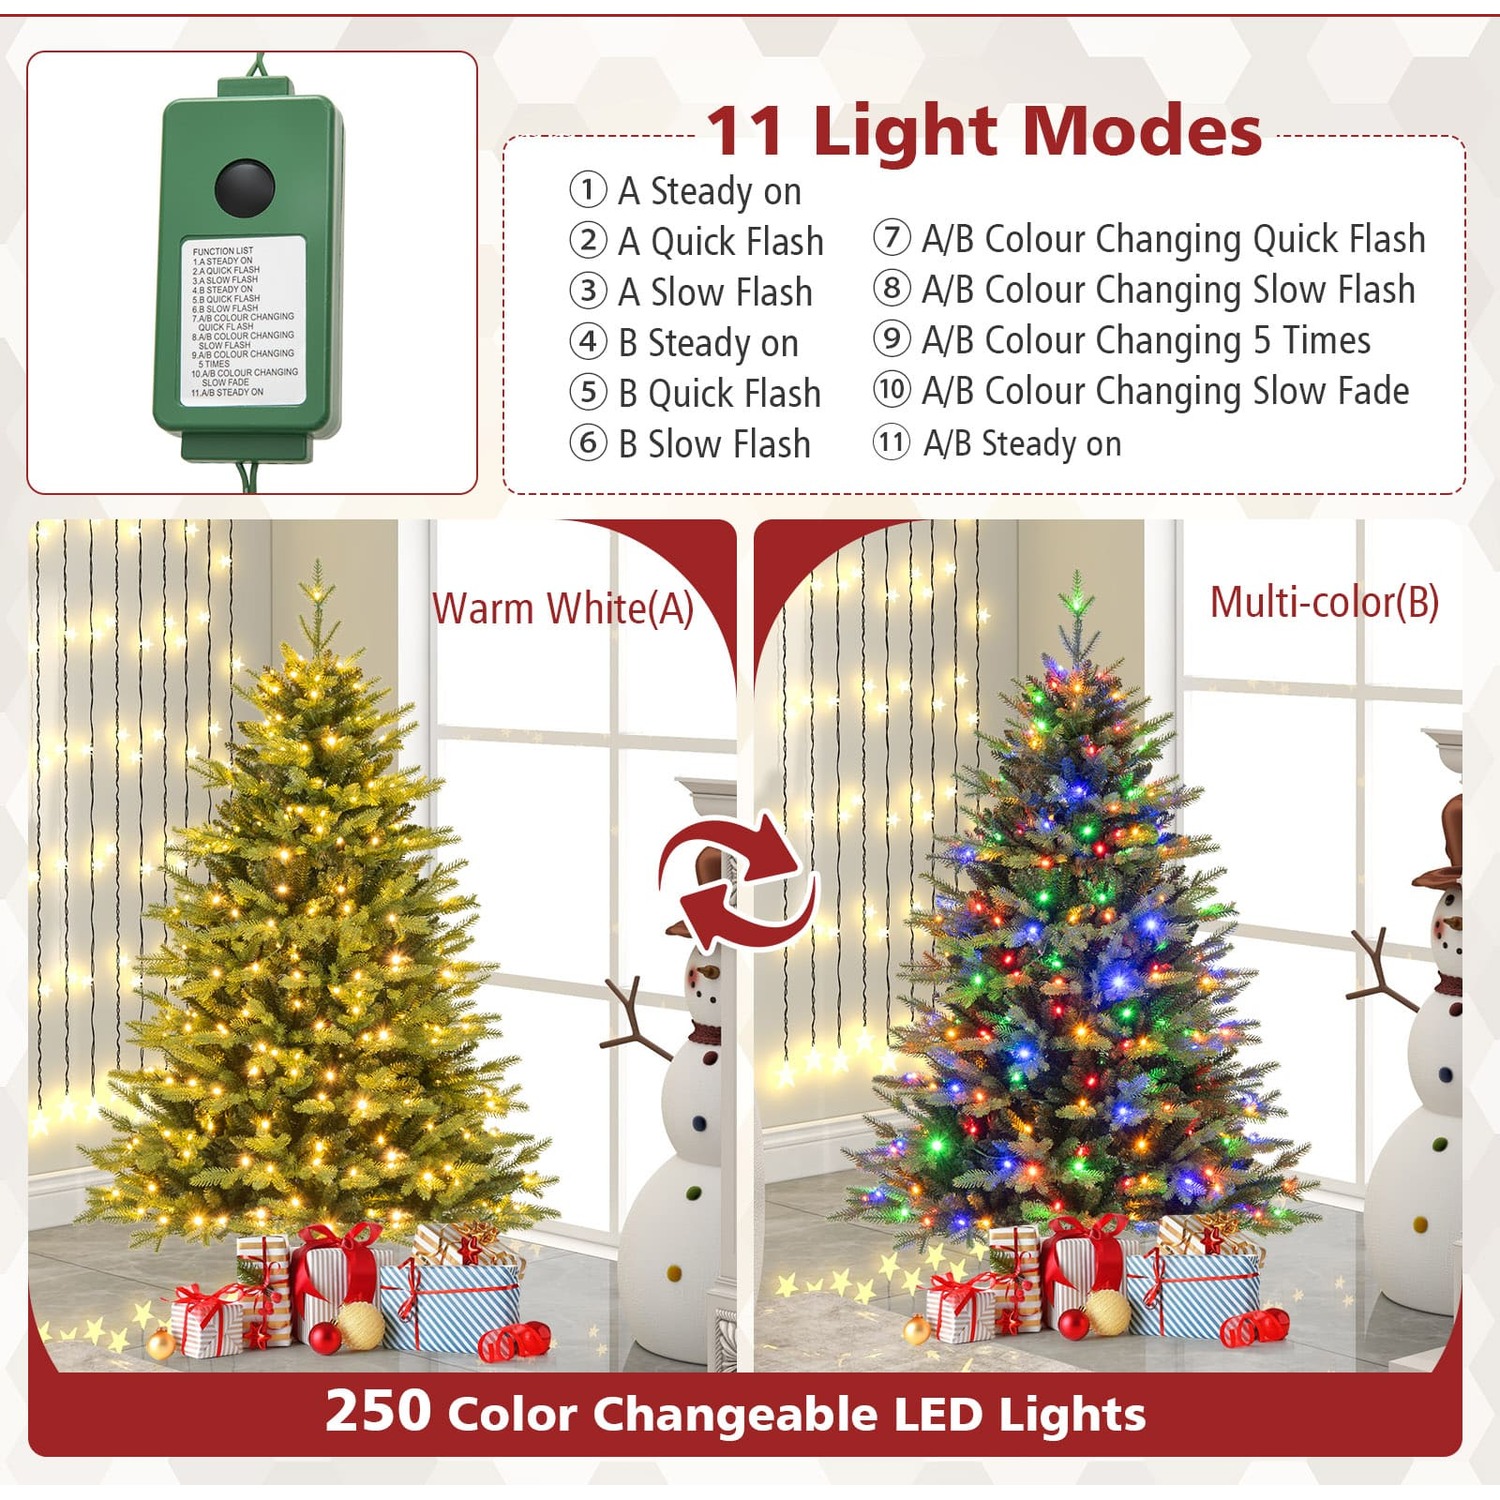 FUNCTION LIST
1.A STEADY ON
2.A QUICK FLASH
3.A SLOW FLASH
4.B STEADY ON
5.B QUICK FLASH
6.B SLOW FLASH
7.A/B COLOUR CHANGING
QUICK FLASH
8.A/B COLOUR CHANGING
SLOW FLASH
9.A/B COLOUR CHANGING
5 TIMES
10.A/B COLOUR CHANGING
SLOW FADE
11.A/B STEADY ON
11 Light Modes
① A Steady on
② A Quick Flash
③ A Slow Flash
④ B Steady on
⑤ B Quick Flash
⑥ B Slow Flash
⑦ A/B Colour Changing Quick Flash
⑧ A/B Colour Changing Slow Flash
⑨ A/B Colour Changing 5 Times
⑩ A/B Colour Changing Slow Fade
⑪ A/B Steady on
Warm White(A)
Multi-color(B)
250 Color Changeable LED Lights